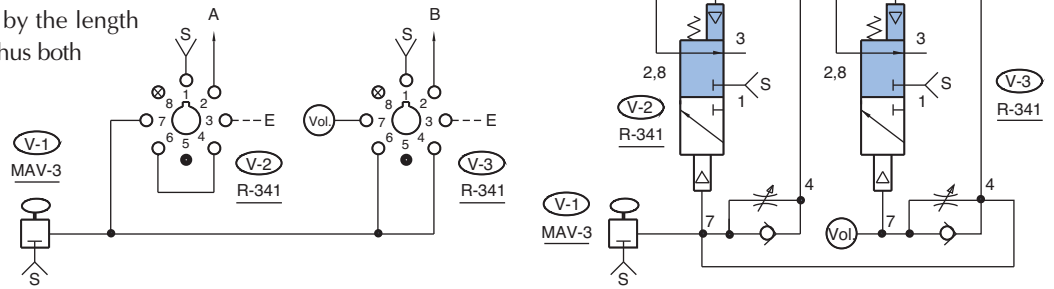 by the length
hus both
A
B
S
S
1
2
3
4
5
6
7
8
E
1
2
3
4
5
6
7
8
E
Vol.
V-1
MAV-3
V-2
R-341
V-3
R-341
S
3
2,8
S
1
V-2
R-341
3
2,8
S
1
V-3
R-341
V-1
MAV-3
4
7
4
Vol.
7
S